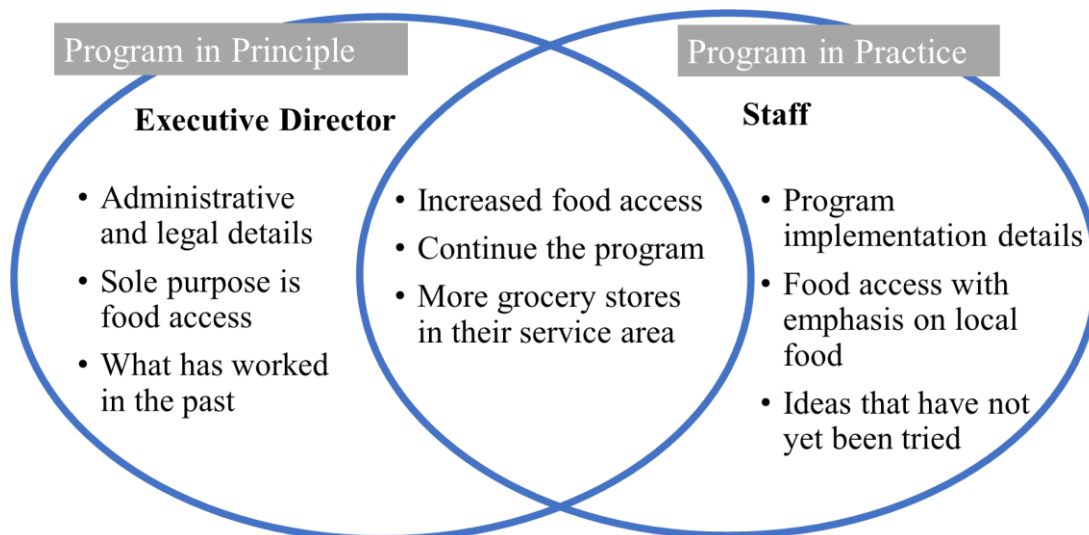 Program in Principle
Executive Director
• Administrative
and legal details
• Sole purpose is
food access
• What has worked
in the past
• Increased food access
• Continue the program
• More grocery stores
in their service area
Program in Practice
Staff
• Program
implementation details
• Food access with
emphasis on local
food
• Ideas that have not
yet been tried